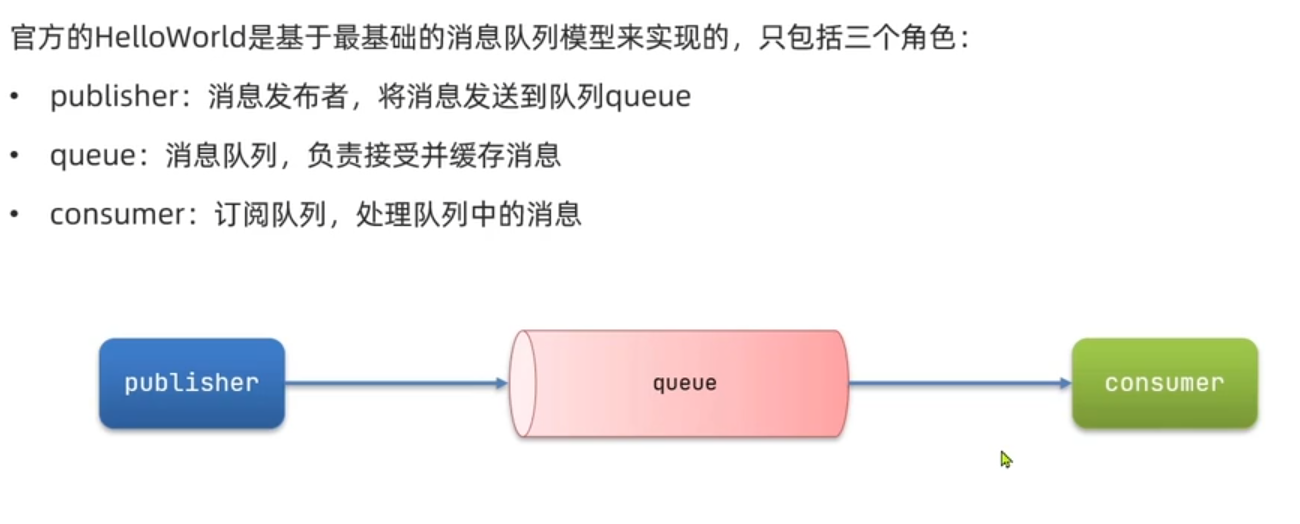 官方的HelloWorld是基于最基础的消息队列模型来实现的，只包括三个角色：
• publisher：消息发布者，将消息发送到队列queue
• queue：消息队列，负责接受并缓存消息
• consumer：订阅队列，处理队列中的消息
publisher
queue
consumer